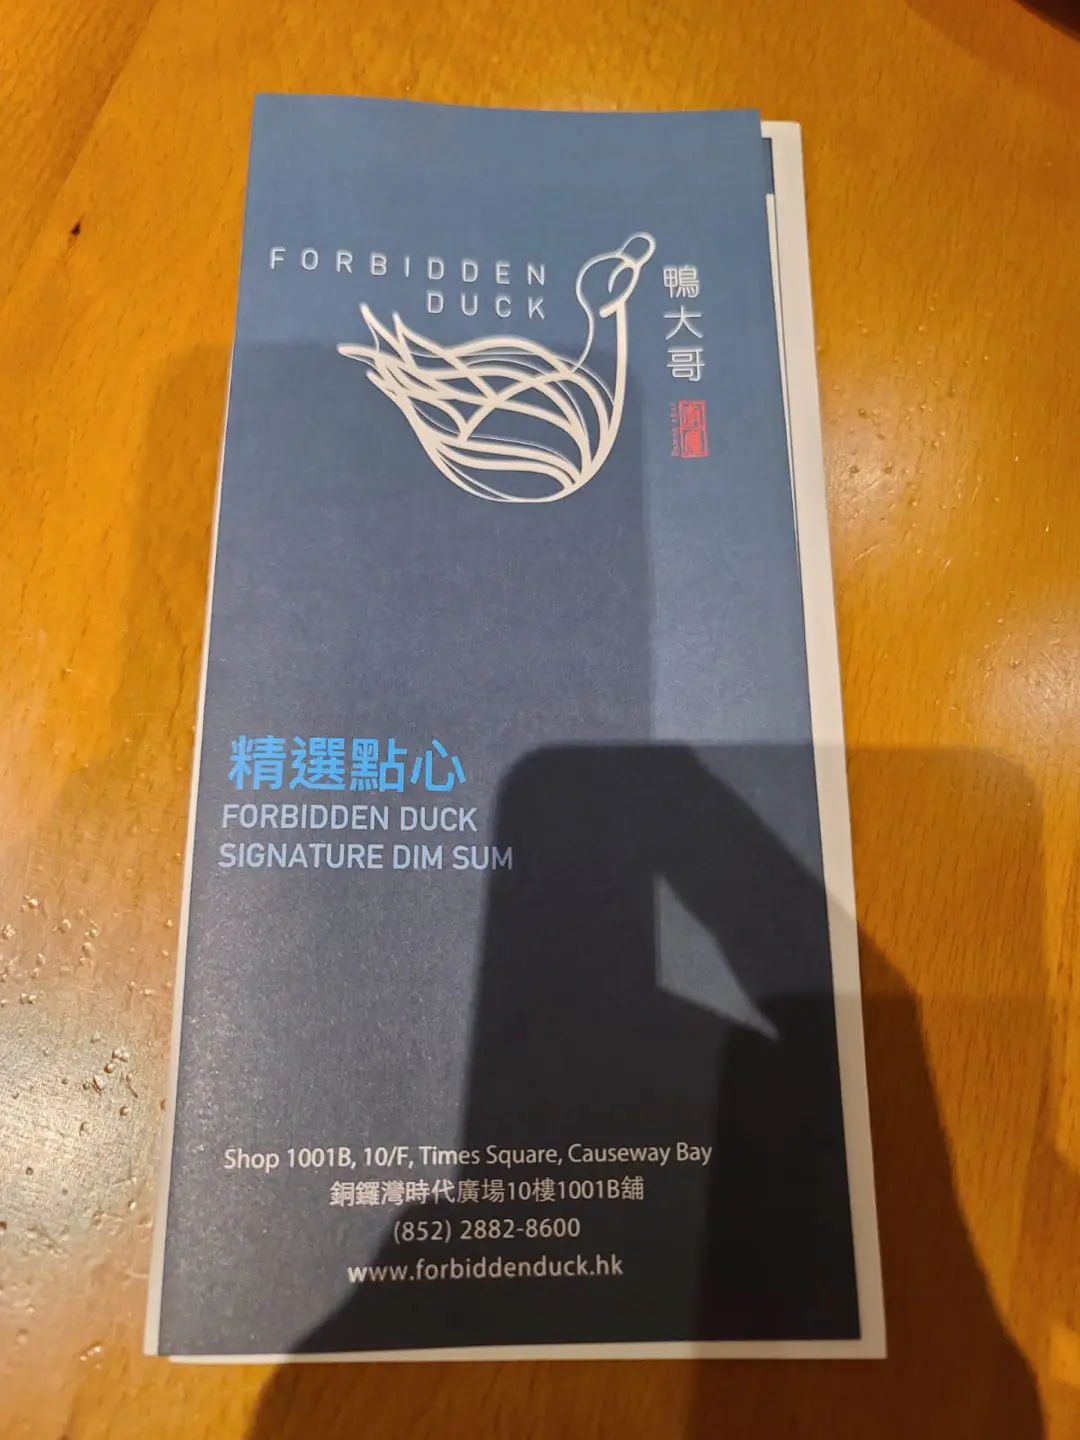 FORBIDDEN
DUCK
鴨大哥
精選點心
FORBIDDEN DUCK
SIGNATURE DIM SUM
Shop 1001B, 10/F, Times Square, Causeway Bay
銅鑼灣時代廣場10樓1001B舖
(852) 2882-8600
www.forbiddenduck.hk